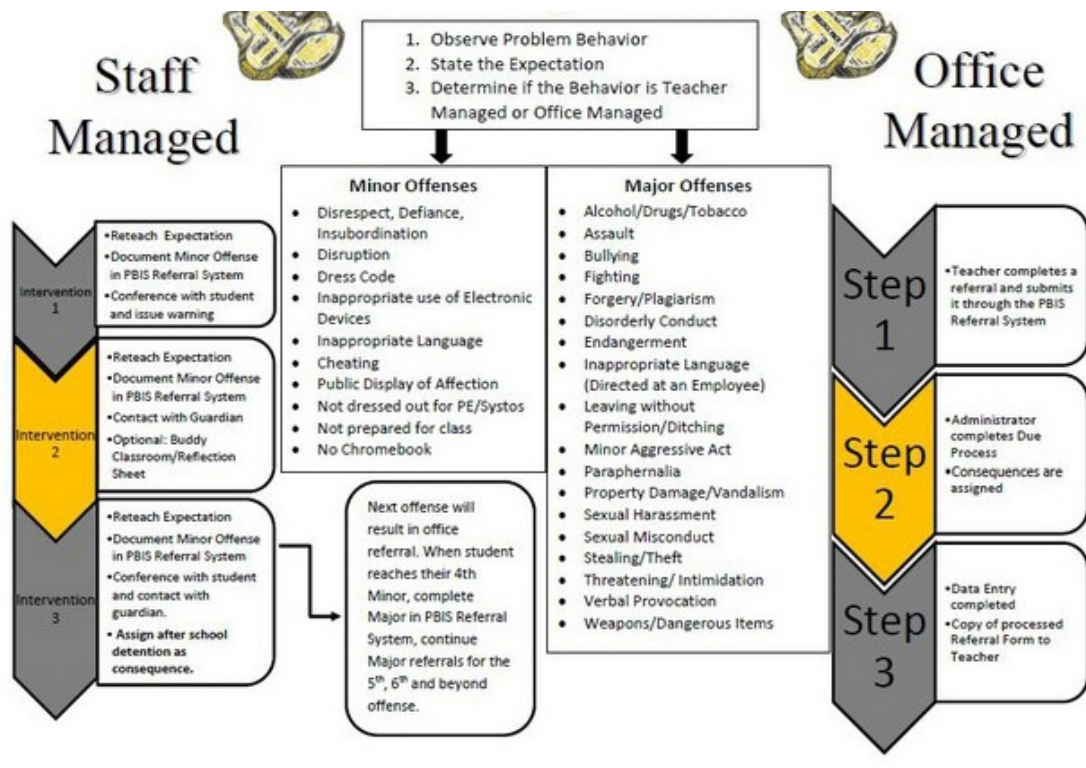 Staff
Managed
1. Observe Problem Behavior
2. State the Expectation
3. Determine if the Behavior is Teacher
Managed or Office Managed
Office
Managed
Intervention
1
•Reteach Expectation
•Document Minor Offense
in PBIS Referral System
•Conference with student
and issue warning
Intervention
2
•Reteach Expectation
•Document Minor Offense
in PBIS Referral System
•Contact with Guardian
•Optional: Buddy
Classroom/Reflection
Sheet
Intervention
3
•Reteach Expectation
•Document Minor Offense
in PBIS Referral System
•Conference with student
and contact with
guardian.
•Assign after school
detention as
consequence.
Minor Offenses
• Disrespect, Defiance,
Insubordination
• Disruption
• Dress Code
• Inappropriate use of Electronic
Devices
• Inappropriate Language
• Cheating
• Public Display of Affection
• Not dressed out for PE/Systos
• Not prepared for class
• No Chromebook
Next offense will
result in office
referral. When student
reaches their 4th
Minor, complete
Major in PBIS Referral
System, continue
Major referrals for the
5th, 6th and beyond
offense.
Major Offenses
• Alcohol/Drugs/Tobacco
• Assault
• Bullying
• Fighting
• Forgery/Plagiarism
• Disorderly Conduct
• Endangerment
• Inappropriate Language
(Directed at an Employee)
• Leaving without
Permission/Ditching
• Minor Aggressive Act
• Paraphernalia
• Property Damage/Vandalism
• Sexual Harassment
• Sexual Misconduct
• Stealing/Theft
• Threatening/ Intimidation
• Verbal Provocation
• Weapons/Dangerous Items
Step
1
•Teacher completes a
referral and submits
it through the PBIS
Referral System
Step
2
•Administrator
completes Due
Process
•Consequences are
assigned
Step
3
•Data Entry
completed
•Copy of processed
Referral Form to
Teacher